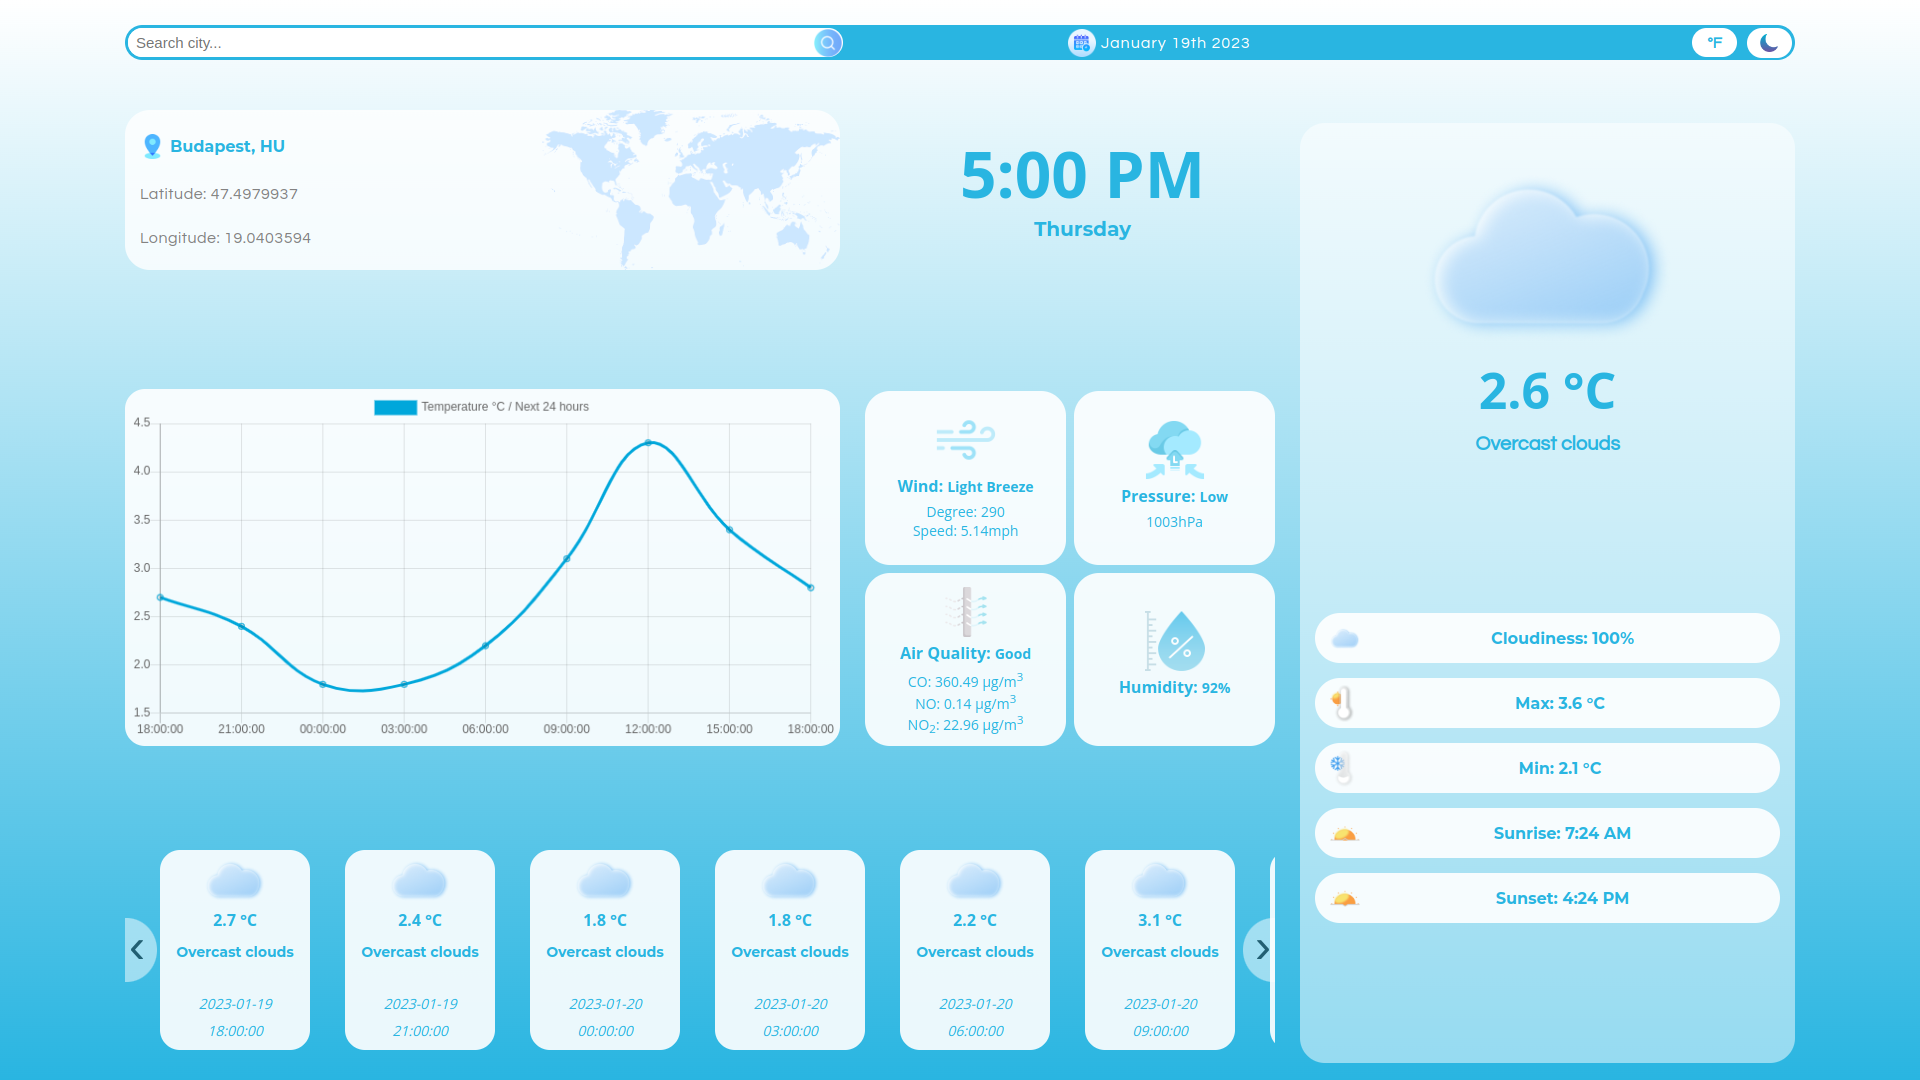 Search city...
January 19th 2023
°F
Budapest, HU
Latitude: 47.4979937
Longitude: 19.0403594
5:00 PM
Thursday
2.6 °C
Overcast clouds
Temperature °C / Next 24 hours
4.5
4.0
3.5
3.0
2.5
2.0
1.5
18:00:00 21:00:00 00:00:00 03:00:00 06:00:00 09:00:00 12:00:00 15:00:00 18:00:00
Wind: Light Breeze
Degree: 290
Speed: 5.14mph
L
Pressure: Low
1003hPa
Air Quality: Good
CO: 360.49 µg/m³
NO: 0.14 µg/m³
NO₂: 22.96 µg/m³
%
Humidity: 92%
Cloudiness: 100%
Max: 3.6 °C
Min: 2.1 °C
Sunrise: 7:24 AM
Sunset: 4:24 PM
2.7 °C
Overcast clouds
2023-01-19
18:00:00
2.4 °C
Overcast clouds
2023-01-19
21:00:00
1.8 °C
Overcast clouds
2023-01-20
00:00:00
1.8 °C
Overcast clouds
2023-01-20
03:00:00
2.2 °C
Overcast clouds
2023-01-20
06:00:00
3.1 °C
Overcast clouds
2023-01-20
09:00:00